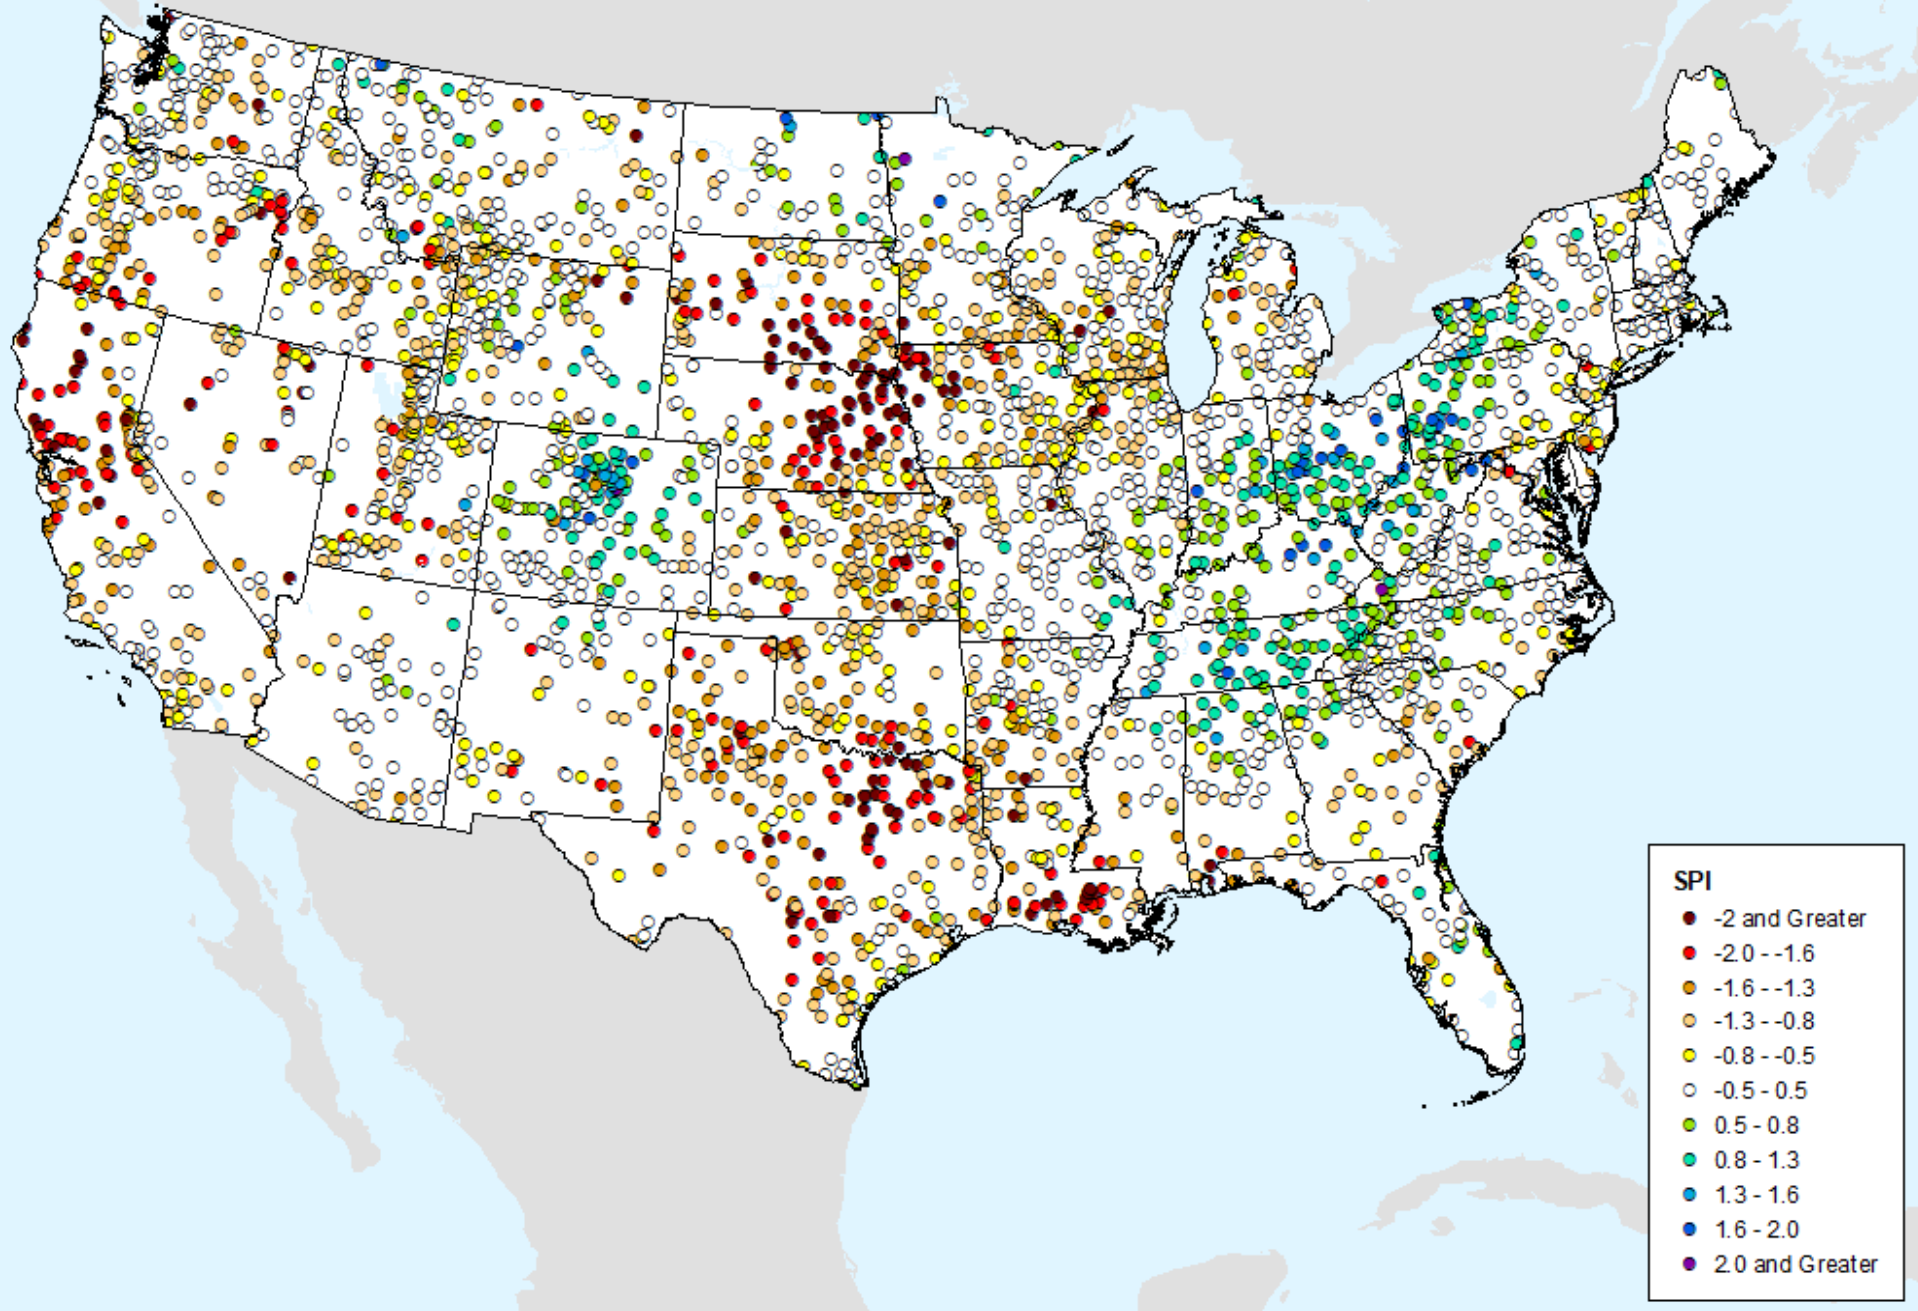 SPI
-2 and Greater
-2.0 - -1.6
-1.6 - -1.3
-1.3 - -0.8
-0.8 - -0.5
-0.5 - 0.5
0.5 - 0.8
0.8 - 1.3
1.3 - 1.6
1.6 - 2.0
2.0 and Greater